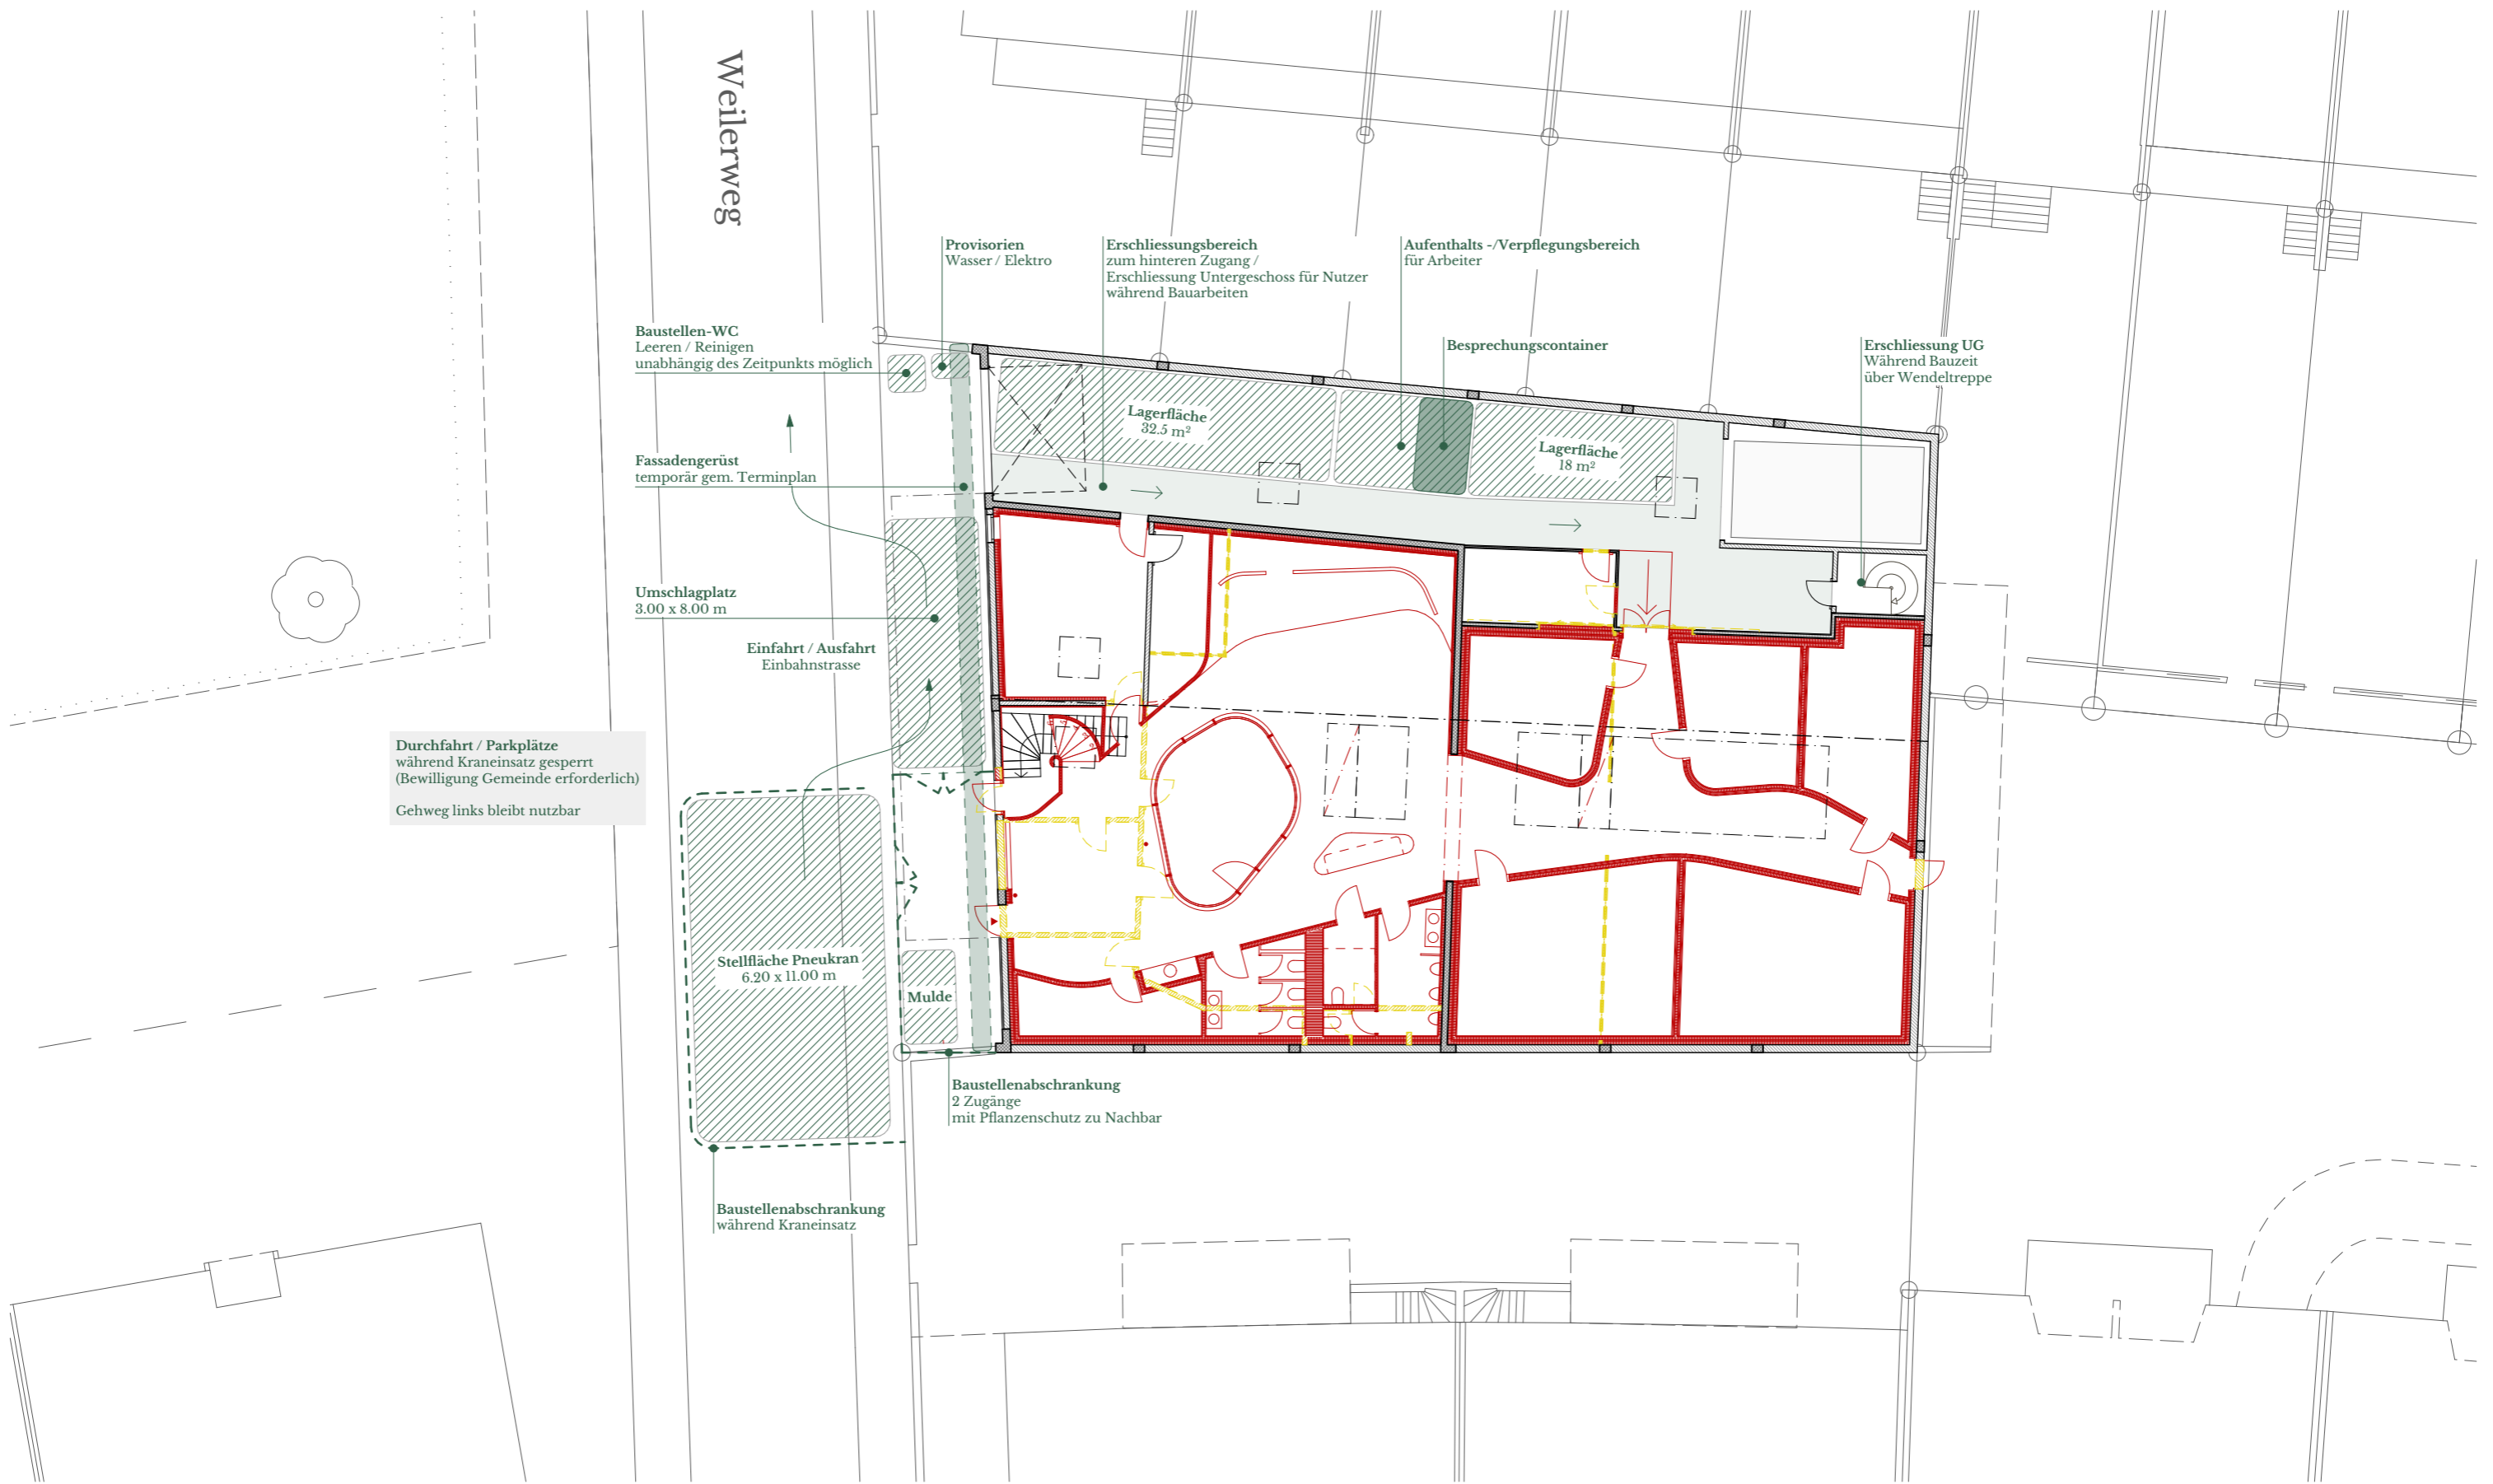 Weilerweg
Provisorien
Wasser / Elektro
Erschliessungsbereich
zum hinteren Zugang /
Erschliessung Untergeschoss für Nutzer
während Bauarbeiten
Aufenthalts -/Verpflegungsbereich
für Arbeiter
Baustellen-WC
Leeren / Reinigen
unabhängig des Zeitpunkts möglich
Besprechungscontainer
Erschliessung UG
Während Bauzeit
über Wendeltreppe
Lagerfläche
32.5 m²
Lagerfläche
18 m²
Fassadengerüst
temporär gem. Terminplan
Umschlagplatz
3.00 x 8.00 m
Einfahrt / Ausfahrt
Einbahnstrasse
Durchfahrt / Parkplätze
während Kraneinsatz gesperrt
(Bewilligung Gemeinde erforderlich)
Gehweg links bleibt nutzbar
Stellfläche Pneukran
6.20 x 11.00 m
Mulde
Baustellenabschrankung
2 Zugänge
mit Pflanzenschutz zu Nachbar
Baustellenabschrankung
während Kraneinsatz